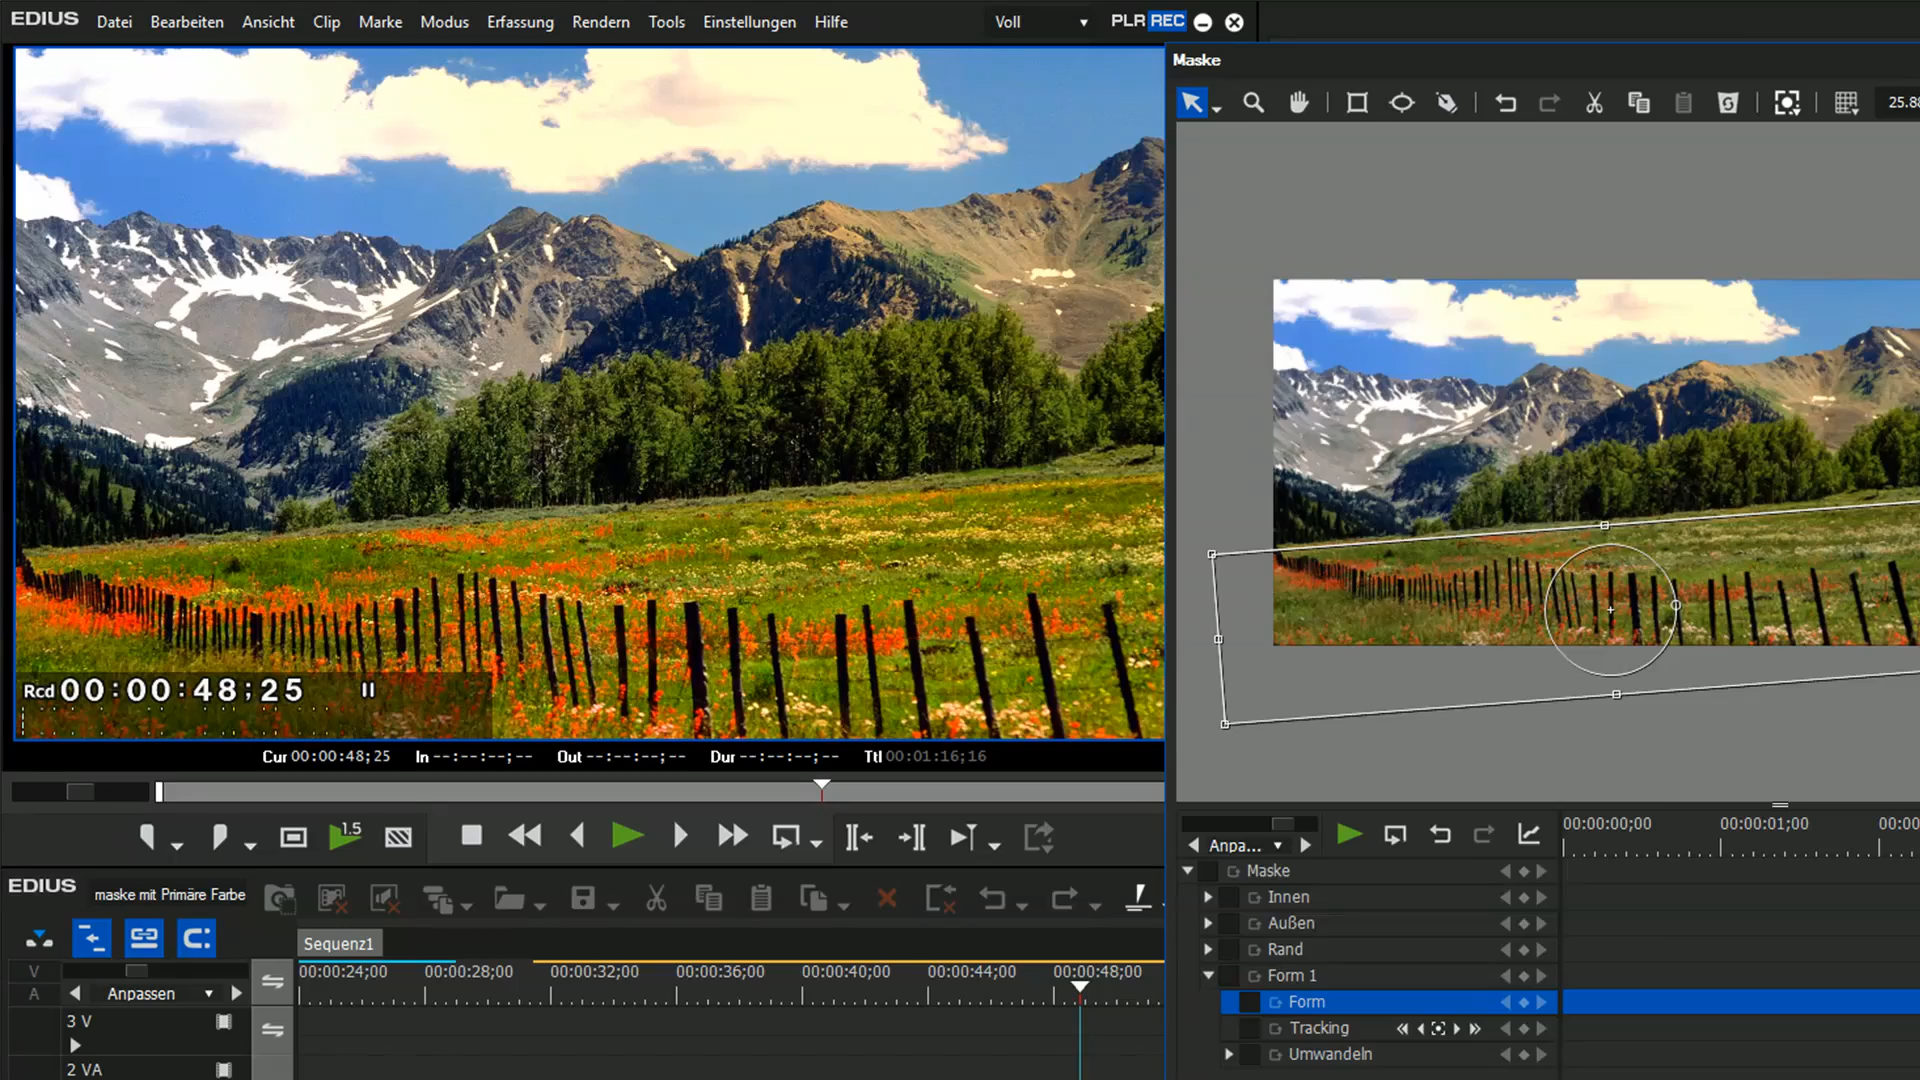 EDIUS Datei Bearbeiten Ansicht Clip Marke Modus Erfassung Rendern Tools Einstellungen Hilfe Voll PLR REC
Maske
25.88
Rcd 00:00:48;25
Cur 00:00:48;25 In --:--:--;-- Out --:--:--;-- Dur --:--:--;-- Ttl 00:01:16;16
1.5
EDIUS maske mit Primäre Farbe
Sequenz1
V
A
Anpassen
00:00:24;00 00:00:28;00 00:00:32;00 00:00:36;00 00:00:40;00 00:00:44;00 00:00:48;00
3 V
2 VA
Anpa...
00:00:00;00 00:00:01;00 00:00
Maske
Innen
Außen
Rand
Form 1
Form
Tracking
Umwandeln